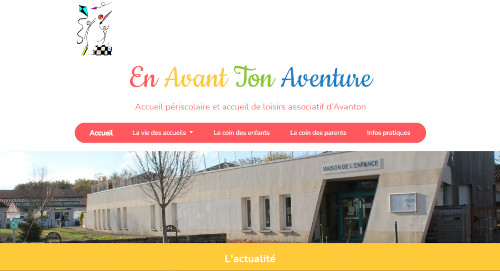 En Avant Ton Aventure
Accueil périscolaire et accueil de loisirs associatif d'Avanton
Accueil La vie des accueils Le coin des enfants Le coin des parents Infos pratiques
MAISON DE L'ENFANCE
L'actualité